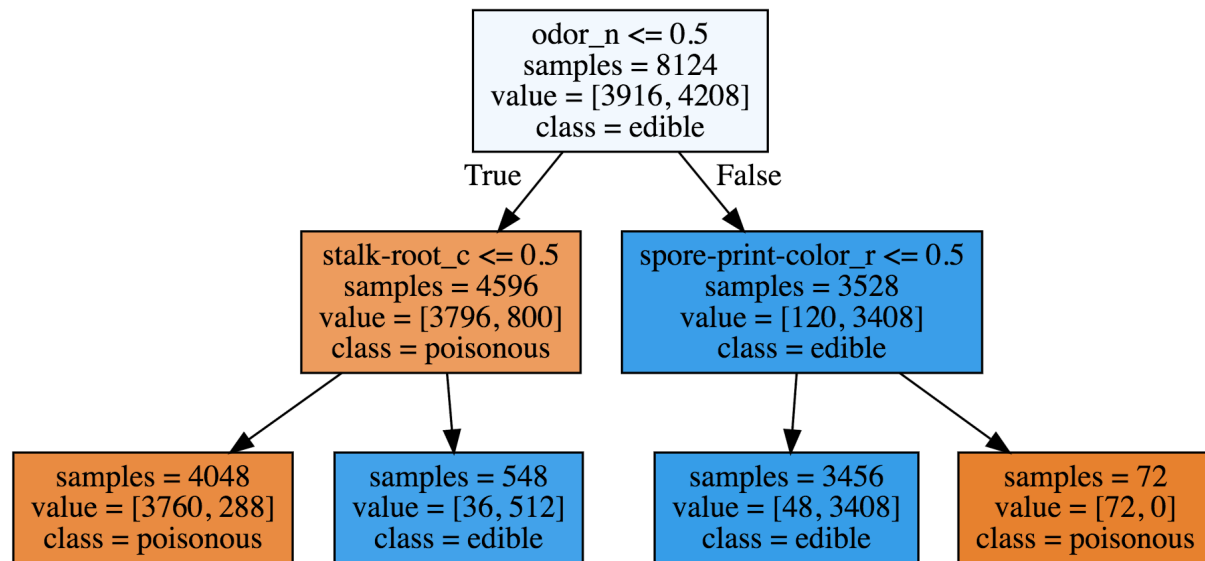 odor_n <= 0.5
samples = 8124
value = [3916, 4208]
class = edible
True
False
stalk-root_c <= 0.5
samples = 4596
value = [3796, 800]
class = poisonous
spore-print-color_r <= 0.5
samples = 3528
value = [120, 3408]
class = edible
samples = 4048
value = [3760, 288]
class = poisonous
samples = 548
value = [36, 512]
class = edible
samples = 3456
value = [48, 3408]
class = edible
samples = 72
value = [72, 0]
class = poisonous